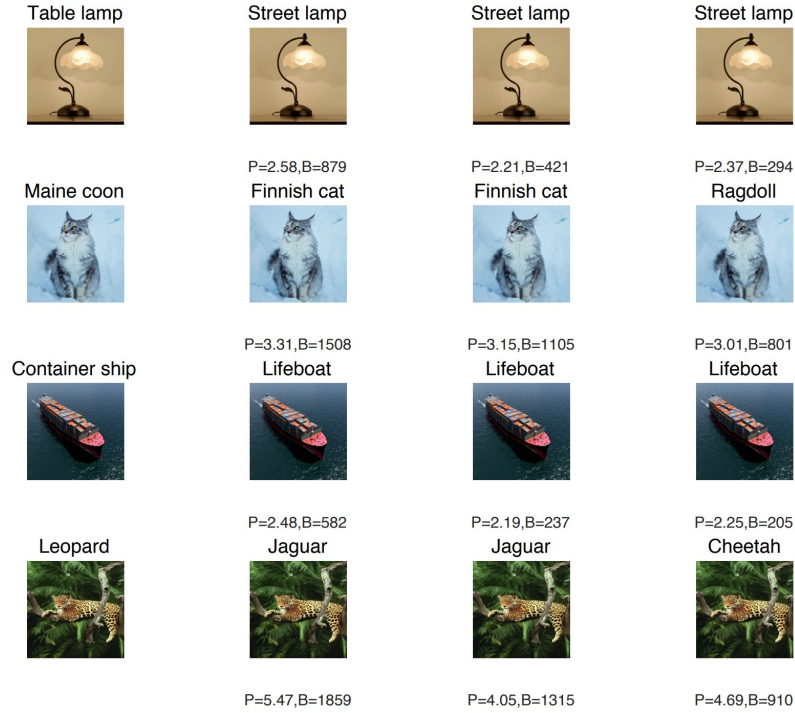 Table lamp Street lamp Street lamp Street lamp
P=2.58,B=879 P=2.21,B=421 P=2.37,B=294
Maine coon Finnish cat Finnish cat Ragdoll
P=3.31,B=1508 P=3.15,B=1105 P=3.01,B=801
Container ship Lifeboat Lifeboat Lifeboat
P=2.48,B=582 P=2.19,B=237 P=2.25,B=205
Leopard Jaguar Jaguar Cheetah
P=5.47,B=1859 P=4.05,B=1315 P=4.69,B=910